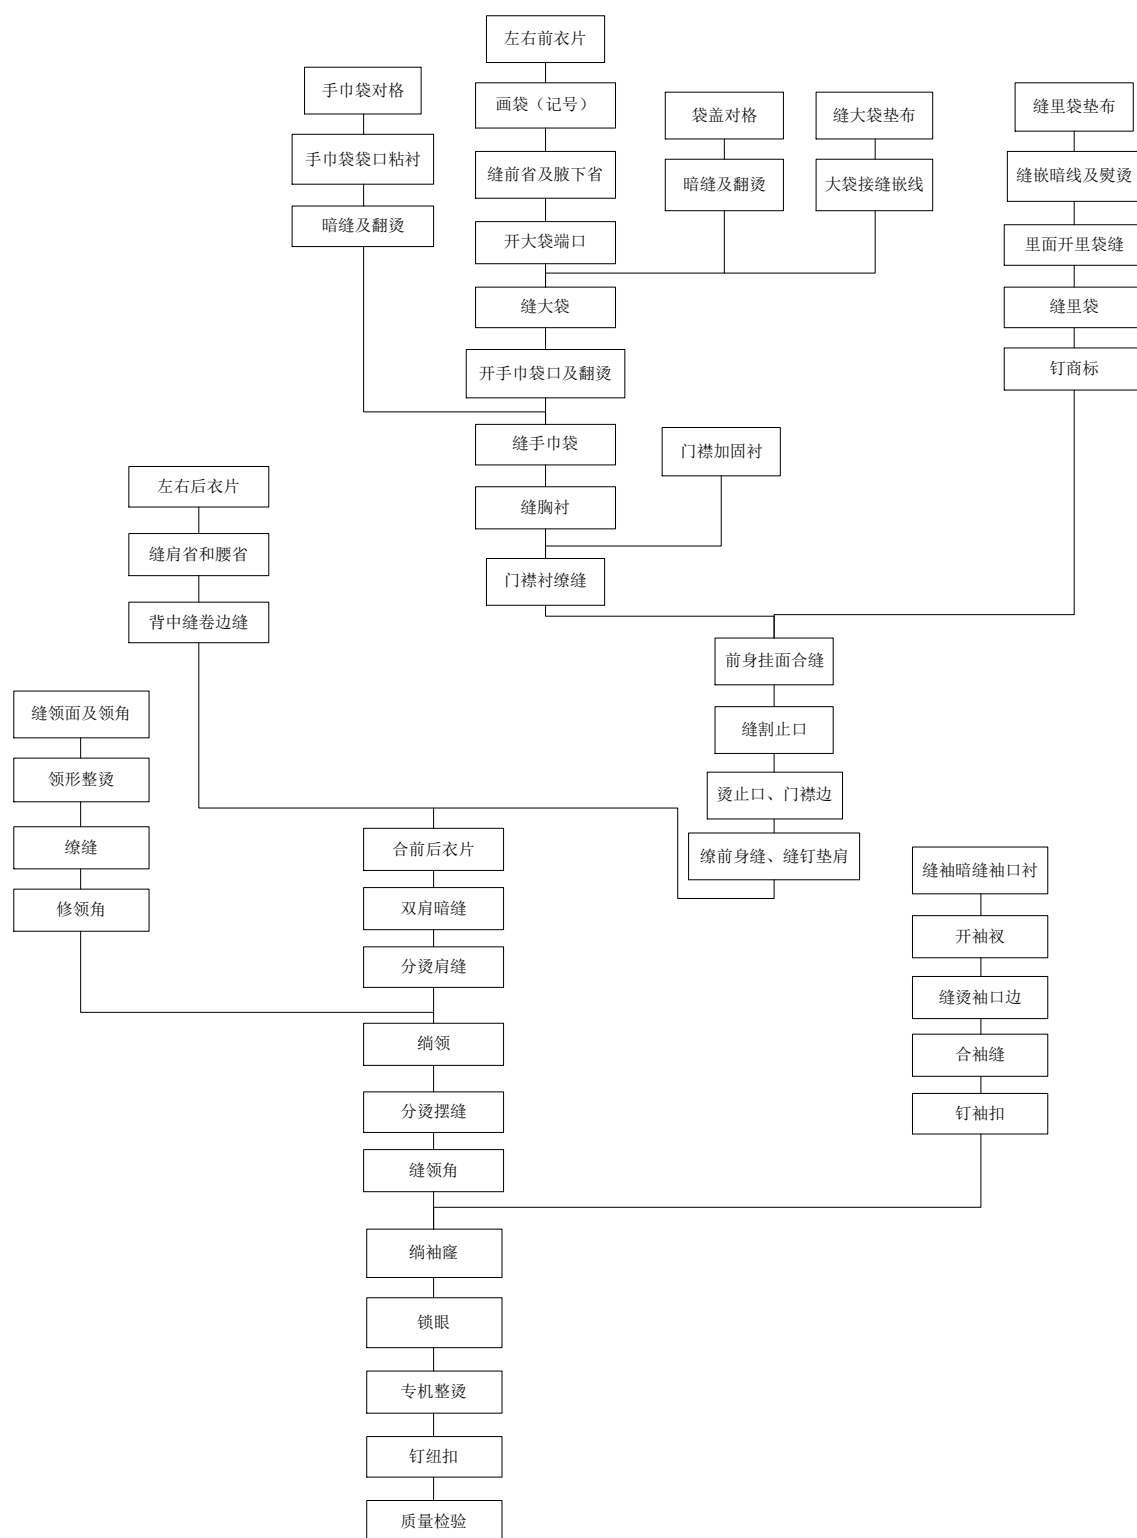 左右前衣片
手巾袋对格
画袋（记号）
袋盖对格
缝大袋垫布
缝里袋垫布
手巾袋袋口粘衬
缝前省及腋下省
暗缝及翻烫
大袋接缝嵌线
缝嵌暗线及熨烫
暗缝及翻烫
开大袋端口
里面开里袋缝
缝大袋
缝里袋
开手巾袋口及翻烫
钉商标
缝手巾袋
门襟加固衬
左右后衣片
缝胸衬
缝肩省和腰省
门襟衬缭缝
背中缝卷边缝
前身挂面合缝
缝领面及领角
缝割止口
领形整烫
烫止口、门襟边
缭缝
合前后衣片
缭前身缝、缝钉垫肩
缝袖暗缝袖口衬
修领角
双肩暗缝
开袖衩
分烫肩缝
缝烫袖口边
绱领
合袖缝
分烫摆缝
钉袖扣
缝领角
绱袖窿
锁眼
专机整烫
钉纽扣
质量检验